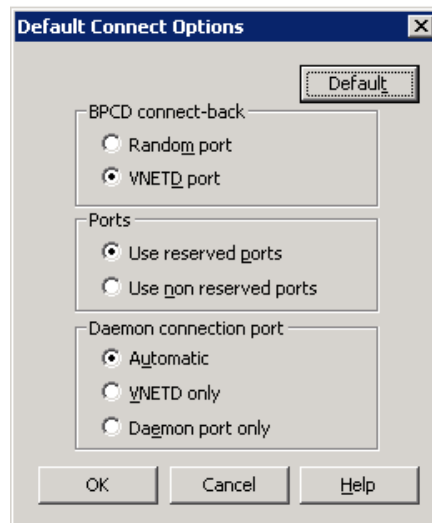 Default Connect Options
Default
BPCD connect-back
Random port
VNETD port
Ports
Use reserved ports
Use non reserved ports
Daemon connection port
Automatic
VNETD only
Daemon port only
OK Cancel Help